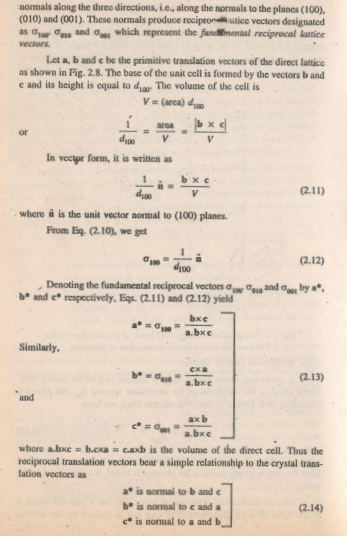 normals along the three directions, i.e., along the normals to the planes (100),
(010) and (001). These normals produce reciprocal lattice vectors designated
as σ₁₀₀, σ₀₁₀ and σ₀₀₁ which represent the fundamental reciprocal lattice
vectors.
Let a, b and c be the primitive translation vectors of the direct lattice
as shown in Fig. 2.8. The base of the unit cell is formed by the vectors b and
c and its height is equal to d₁₀₀. The volume of the cell is
V = (area) d₁₀₀
or 1/d₁₀₀ = area/V = |b x c|/V
In vector form, it is written as
1/d₁₀₀ n̂ = b x c/V (2.11)
where n̂ is the unit vector normal to (100) planes.
From Eq. (2.10), we get
σ₁₀₀ = 1/d₁₀₀ n̂ (2.12)
Denoting the fundamental reciprocal vectors σ₁₀₀, σ₀₁₀ and σ₀₀₁ by a*,
b* and c* respectively, Eqs. (2.11) and (2.12) yield
a* = σ₁₀₀ = bxc/a.bxc
Similarly,
b* = σ₀₁₀ = cxa/a.bxc (2.13)
and
c* = σ₀₀₁ = axb/a.bxc
where a.bxc = b.cxa = c.axb is the volume of the direct cell. Thus the
reciprocal translation vectors bear a simple relationship to the crystal trans-
lation vectors as
a* is normal to b and c
b* is normal to c and a (2.14)
c* is normal to a and b